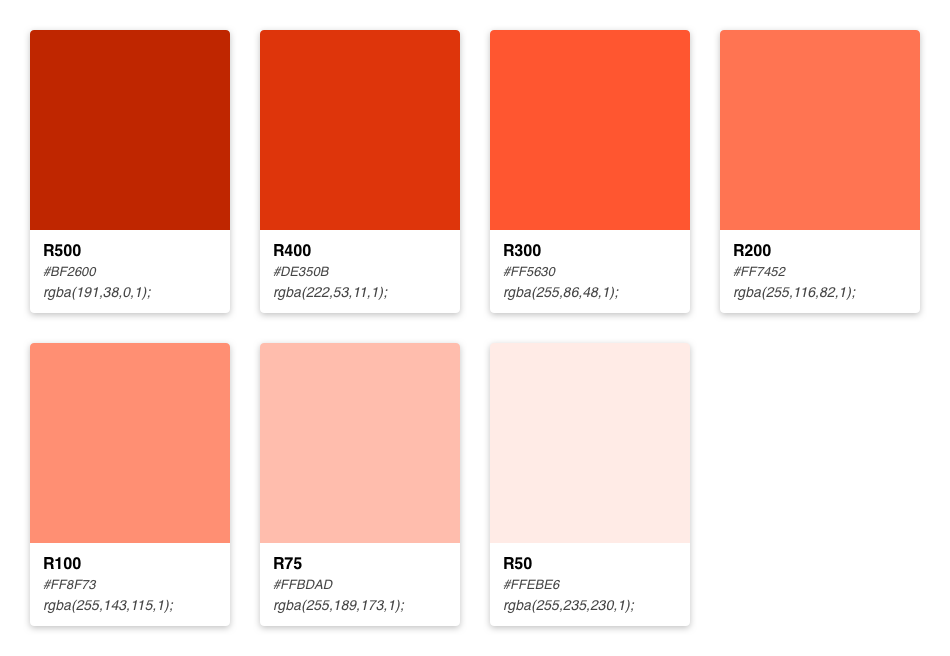 R500
#BF2600
rgba(191,38,0,1);
R400
#DE350B
rgba(222,53,11,1);
R300
#FF5630
rgba(255,86,48,1);
R200
#FF7452
rgba(255,116,82,1);
R100
#FF8F73
rgba(255,143,115,1);
R75
#FFBDAD
rgba(255,189,173,1);
R50
#FFEBE6
rgba(255,235,230,1);